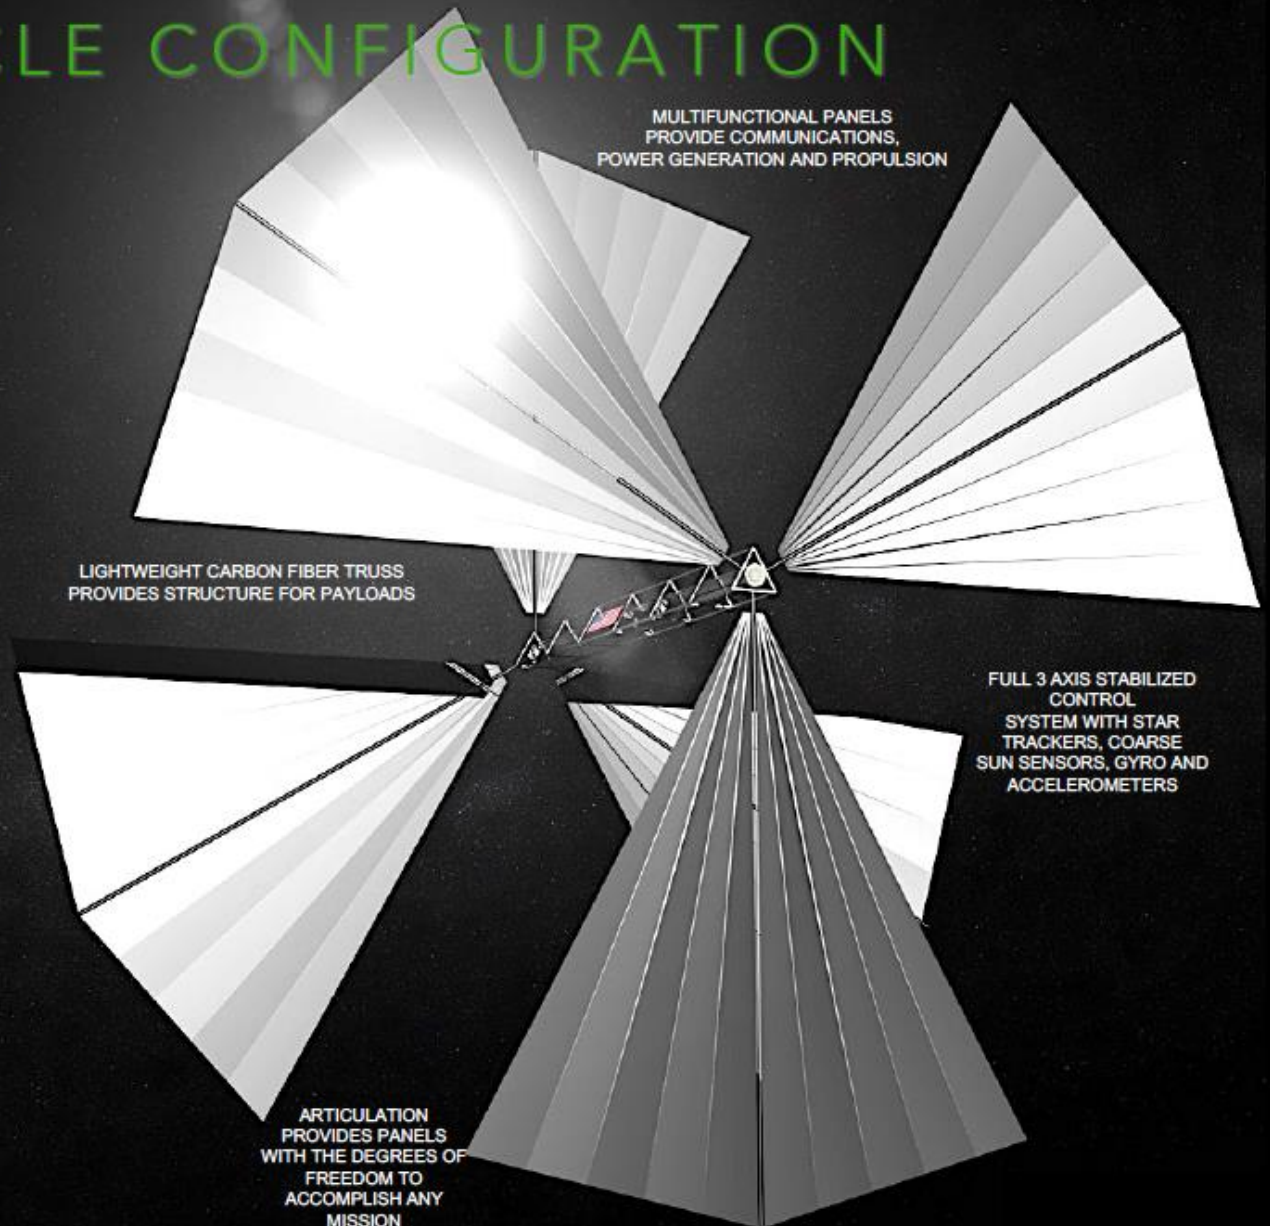 LE CONFIGURATION
MULTIFUNCTIONAL PANELS
PROVIDE COMMUNICATIONS,
POWER GENERATION AND PROPULSION
LIGHTWEIGHT CARBON FIBER TRUSS
PROVIDES STRUCTURE FOR PAYLOADS
FULL 3 AXIS STABILIZED
CONTROL
SYSTEM WITH STAR
TRACKERS, COARSE
SUN SENSORS, GYRO AND
ACCELEROMETERS
ARTICULATION
PROVIDES PANELS
WITH THE DEGREES OF
FREEDOM TO
ACCOMPLISH ANY
MISSION